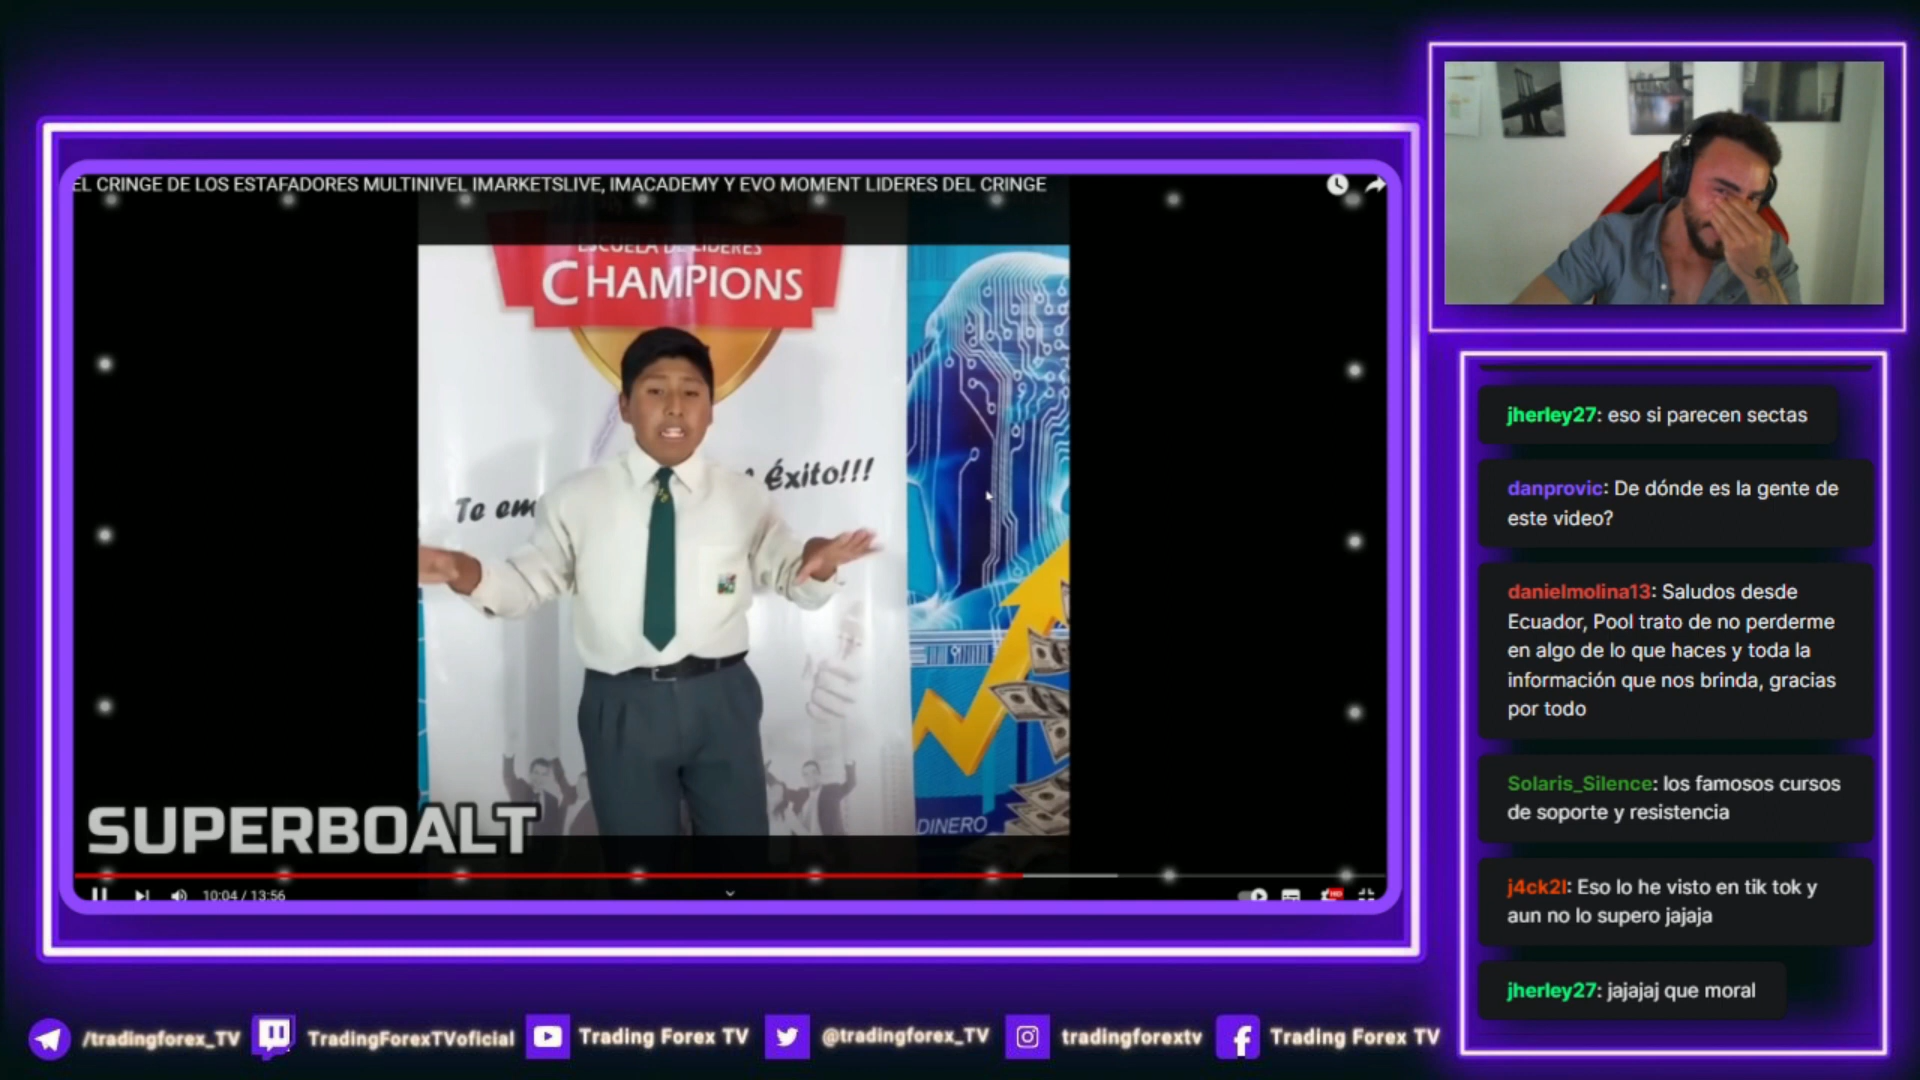 EL CRINGE DE LOS ESTAFADORES MULTINIVEL IMARKETSLIVE, IMACADEMY Y EVO MOMENT LIDERES DEL CRINGE
ESCUELA DE LIDERES
CHAMPIONS
Te em
Éxito!!!
DINERO
SUPERBOALT
10:04 / 13:56
HD
jherley27: eso si parecen sectas
danprovic: De dónde es la gente de
este video?
danielmolina13: Saludos desde
Ecuador, Pool trato de no perderme
en algo de lo que haces y toda la
información que nos brinda, gracias
por todo
Solaris_Silence: los famosos cursos
de soporte y resistencia
j4ck2l: Eso lo he visto en tik tok y
aun no lo supero jajaja
jherley27: jajajaj que moral
/tradingforex_TV
TradingForexTVoficial
Trading Forex TV
@tradingforex_TV
tradingforextv
Trading Forex TV